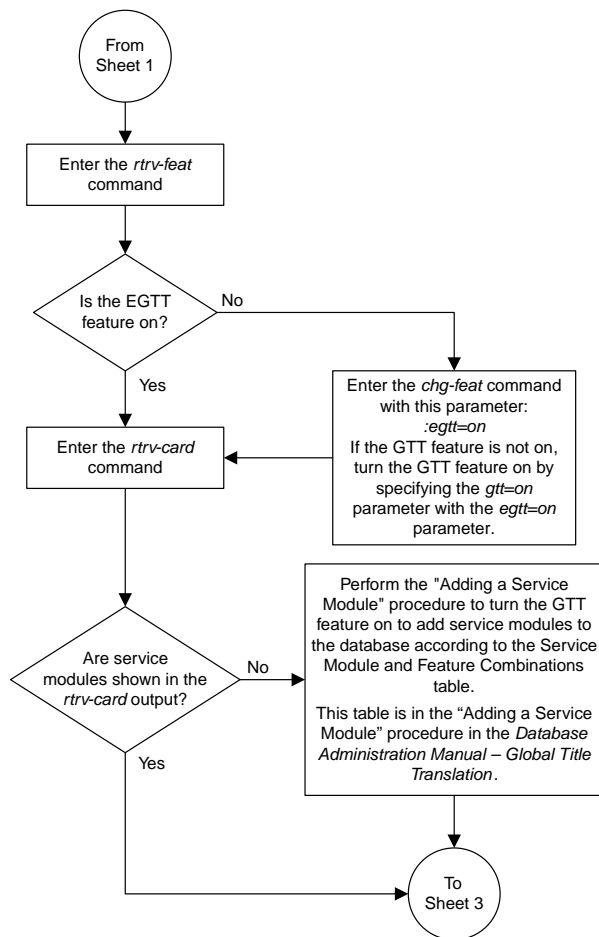 From
Sheet 1
Enter the rtrv-feat
command
Is the EGTT
feature on?
No
Yes
Enter the chg-feat command
with this parameter:
:egtt=on
If the GTT feature is not on,
turn the GTT feature on by
specifying the gtt=on
parameter with the egtt=on
parameter.
Enter the rtrv-card
command
Are service
modules shown in the
rtrv-card output?
No
Yes
Perform the "Adding a Service
Module" procedure to turn the GTT
feature on to add service modules to
the database according to the Service
Module and Feature Combinations
table.
This table is in the “Adding a Service
Module” procedure in the Database
Administration Manual – Global Title
Translation.
To
Sheet 3